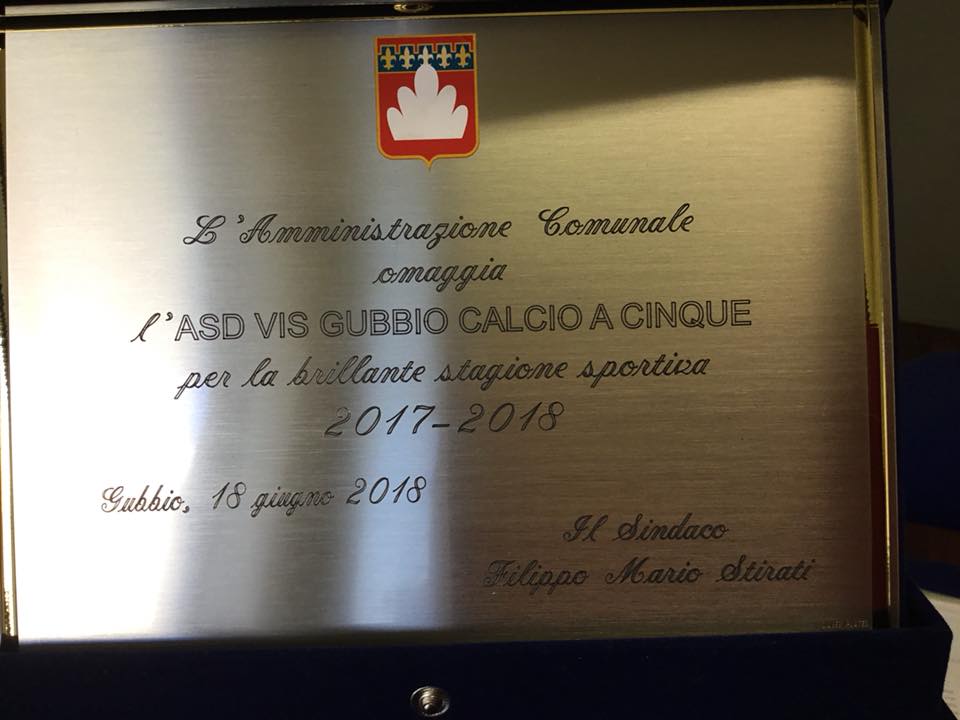 L'Amministrazione Comunale
omaggia
l'ASD VIS GUBBIO CALCIO A CINQUE
per la brillante stagione sportiva
2017-2018
Gubbio, 18 giugno 2018
Il Sindaco
Filippo Mario Stirati